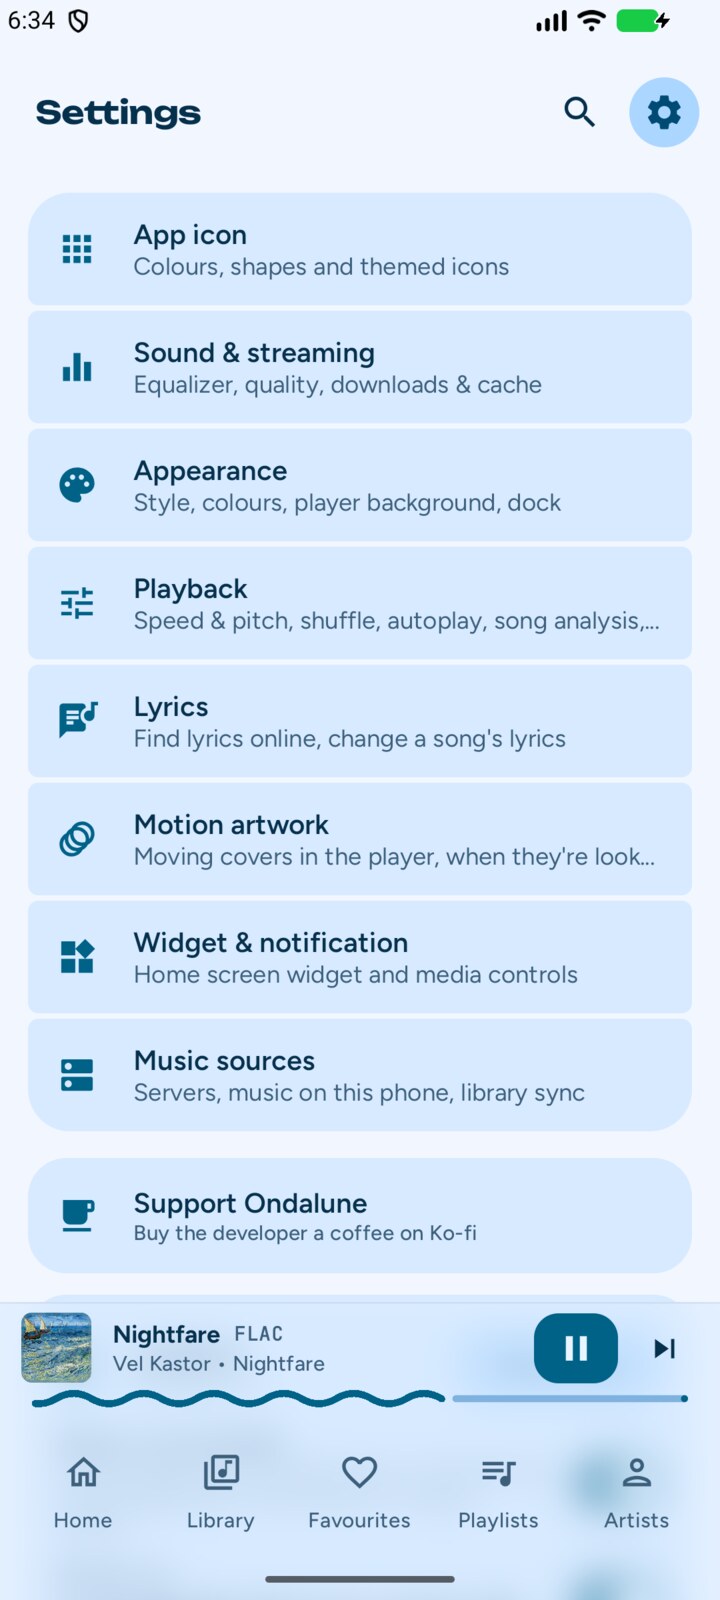 6:34
Settings
App icon
Colours, shapes and themed icons
Sound & streaming
Equalizer, quality, downloads & cache
Appearance
Style, colours, player background, dock
Playback
Speed & pitch, shuffle, autoplay, song analysis,...
Lyrics
Find lyrics online, change a song's lyrics
Motion artwork
Moving covers in the player, when they're look...
Widget & notification
Home screen widget and media controls
Music sources
Servers, music on this phone, library sync
Support Ondalune
Buy the developer a coffee on Ko-fi
Nightfare FLAC
Vel Kastor • Nightfare
Home Library Favourites Playlists Artists